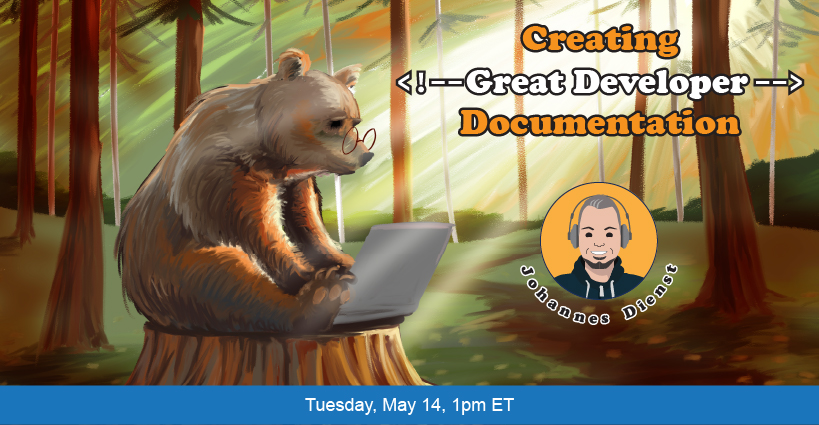 Creating
<!--Great Developer -->
Documentation
Johannes Dienst
Tuesday, May 14, 1pm ET